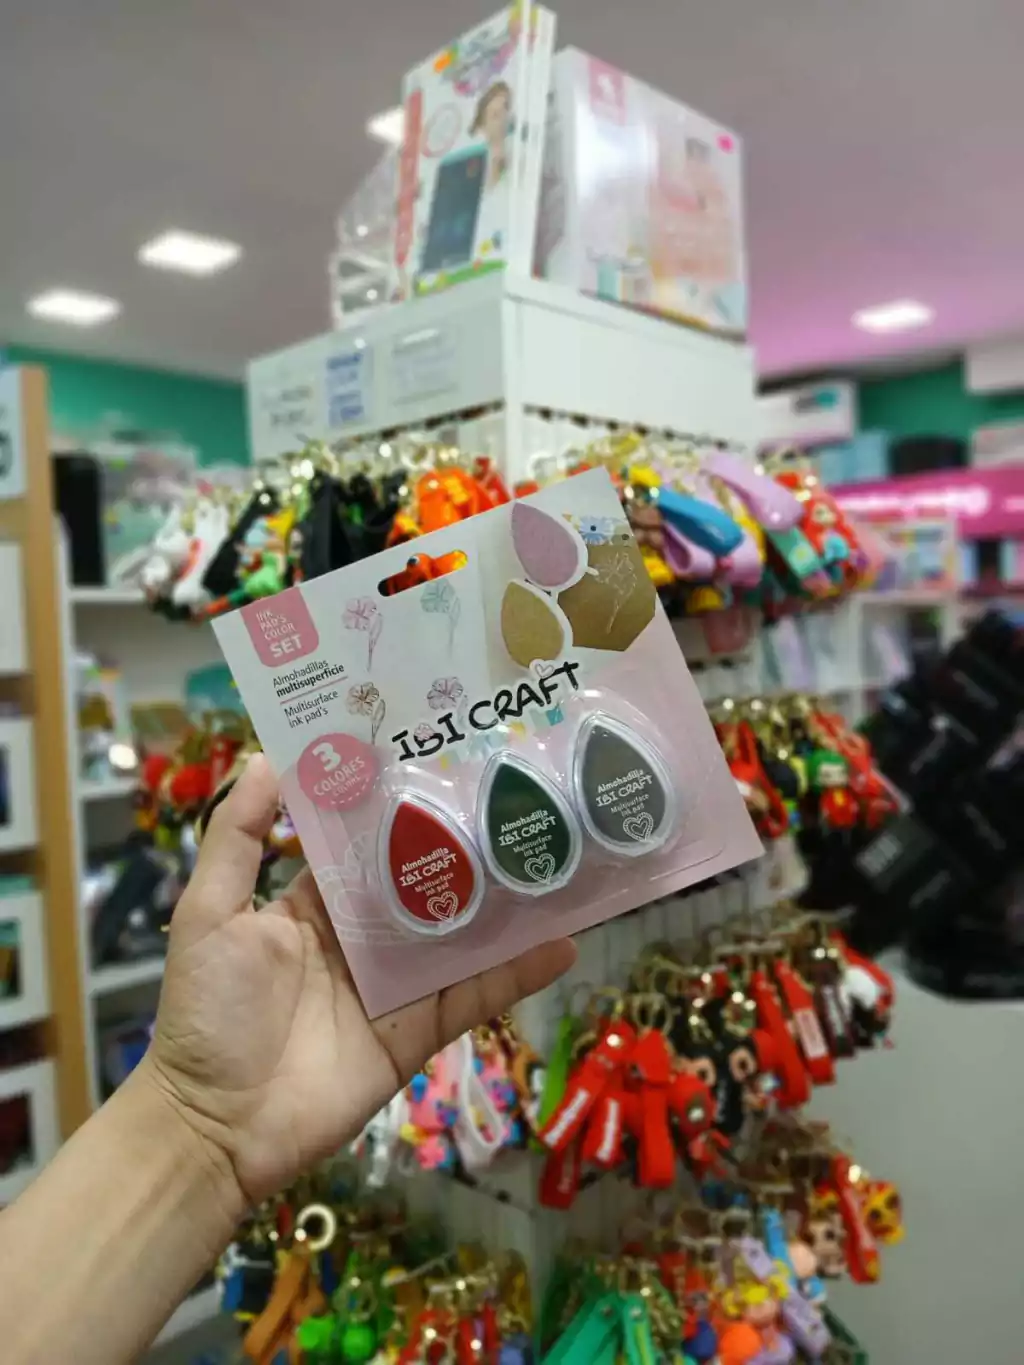 INK
PAD'S
COLOR
SET
Almohadillas
multisuperficie
Multisurface
ink pad's
3
COLORES
IBI CRAFT
Almohadilla
IBI CRAFT
Multisurface
ink pad
Almohadilla
IBI CRAFT
Multisurface
ink pad
Almohadilla
IBI CRAFT
Multisurface
ink pad